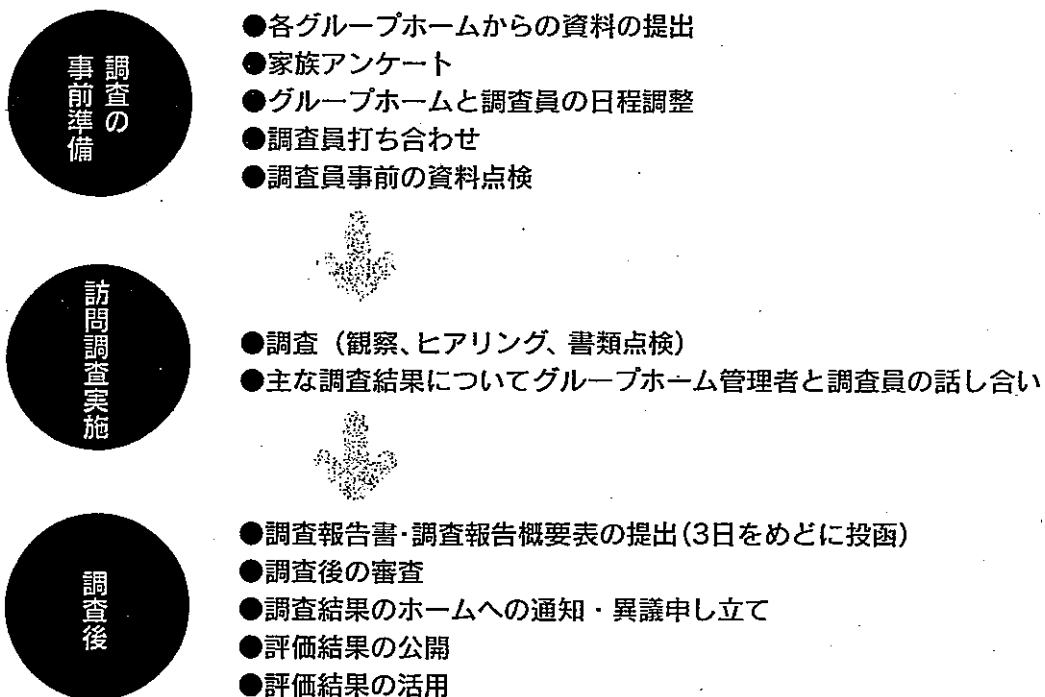 調査の
事前準備
●各グループホームからの資料の提出
●家族アンケート
●グループホームと調査員の日程調整
●調査員打ち合わせ
●調査員事前の資料点検
訪問調査実施
●調査（観察、ヒアリング、書類点検）
●主な調査結果についてグループホーム管理者と調査員の話し合い
調査後
●調査報告書・調査報告概要表の提出（3日をめどに投函）
●調査後の審査
●調査結果のホームへの通知・異議申し立て
●評価結果の公開
●評価結果の活用